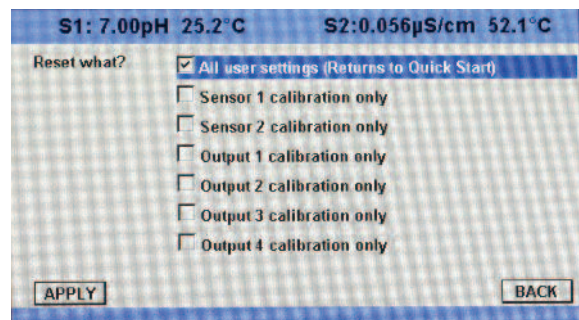 S1: 7.00pH 25.2°C S2:0.056µS/cm 52.1°C
Reset what? All user settings (Returns to Quick Start)
Sensor 1 calibration only
Sensor 2 calibration only
Output 1 calibration only
Output 2 calibration only
Output 3 calibration only
Output 4 calibration only
APPLY BACK